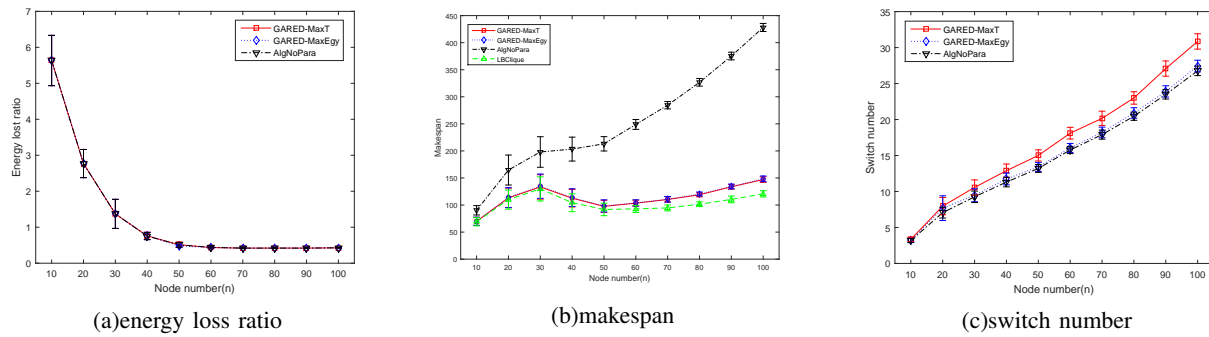 7
6
5
4
3
2
1
0
Energy lost ratio
10 20 30 40 50 60 70 80 90 100
Node number(n)
GARED-MaxT
GARED-MaxEgy
AlgNoPara
(a)energy loss ratio
450
400
350
300
250
200
150
100
50
0
Makespan
10 20 30 40 50 60 70 80 90 100
Node number(n)
GARED-MaxT
GARED-MaxEgy
AlgNoPara
LBClique
(b)makespan
35
30
25
20
15
10
5
0
Switch number
10 20 30 40 50 60 70 80 90 100
Node number(n)
GARED-MaxT
GARED-MaxEgy
AlgNoPara
(c)switch number